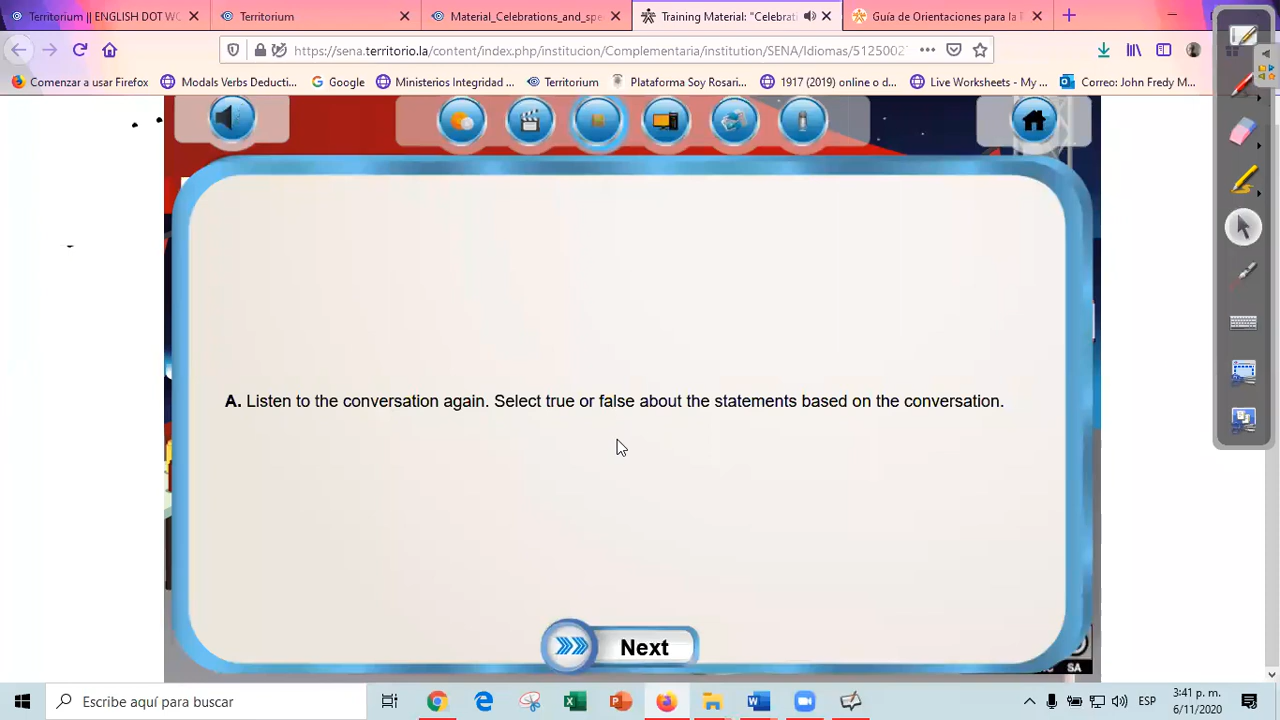 Territorium || ENGLISH DOT WO
Territorium
Material_Celebrations_and_spe
Training Material: "Celebrati
Guía de Orientaciones para la
https://sena.territorio.la/content/index.php/institucion/Complementaria/institution/SENA/Idiomas/5125002
Comenzar a usar Firefox
Modals Verbs Deducti...
Google
Ministerios Integridad ...
Territorium
Plataforma Soy Rosari...
1917 (2019) online o d...
Live Worksheets - My ...
Correo: John Fredy M...
A. Listen to the conversation again. Select true or false about the statements based on the conversation.
Next
SA
Escribe aquí para buscar
ESP
3:41 p. m.
6/11/2020